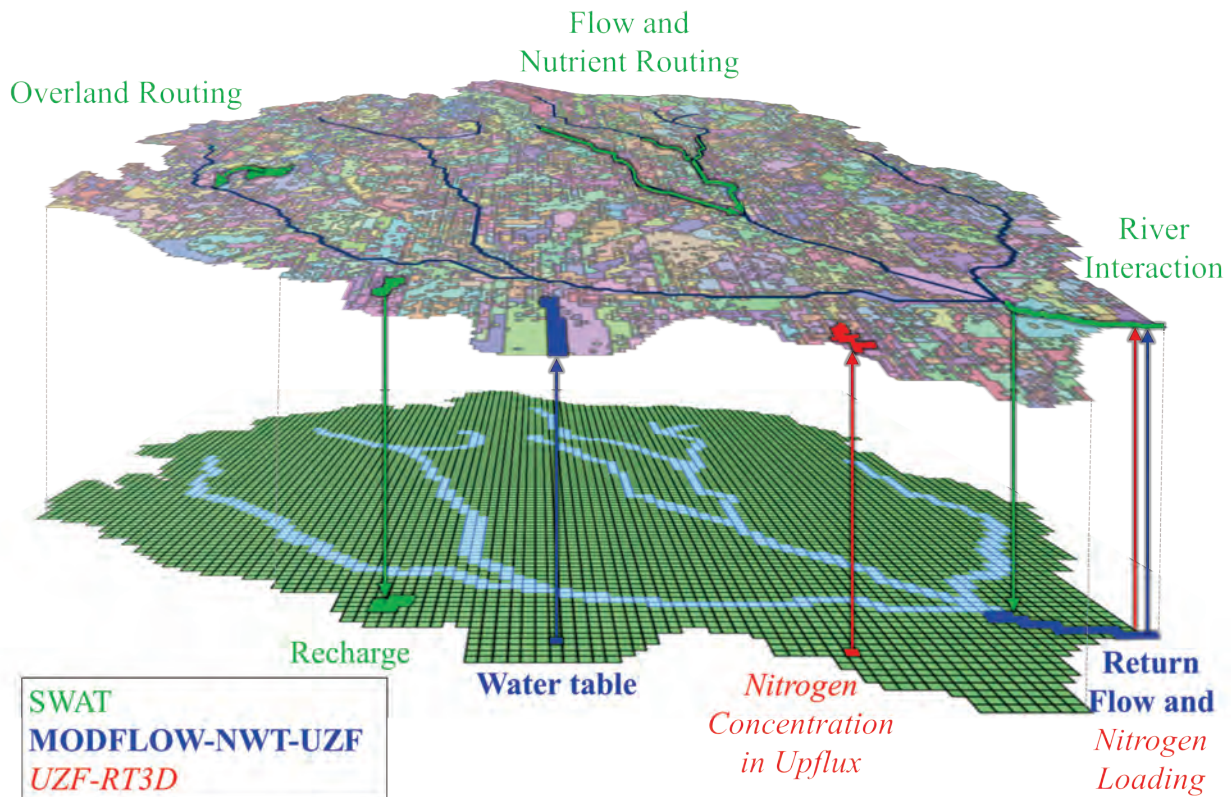 Flow and
Nutrient Routing
Overland Routing
River
Interaction
Recharge
Water table
Nitrogen
Concentration
in Upflux
Return
Flow and
Nitrogen
Loading
SWAT
MODFLOW-NWT-UZF
UZF-RT3D